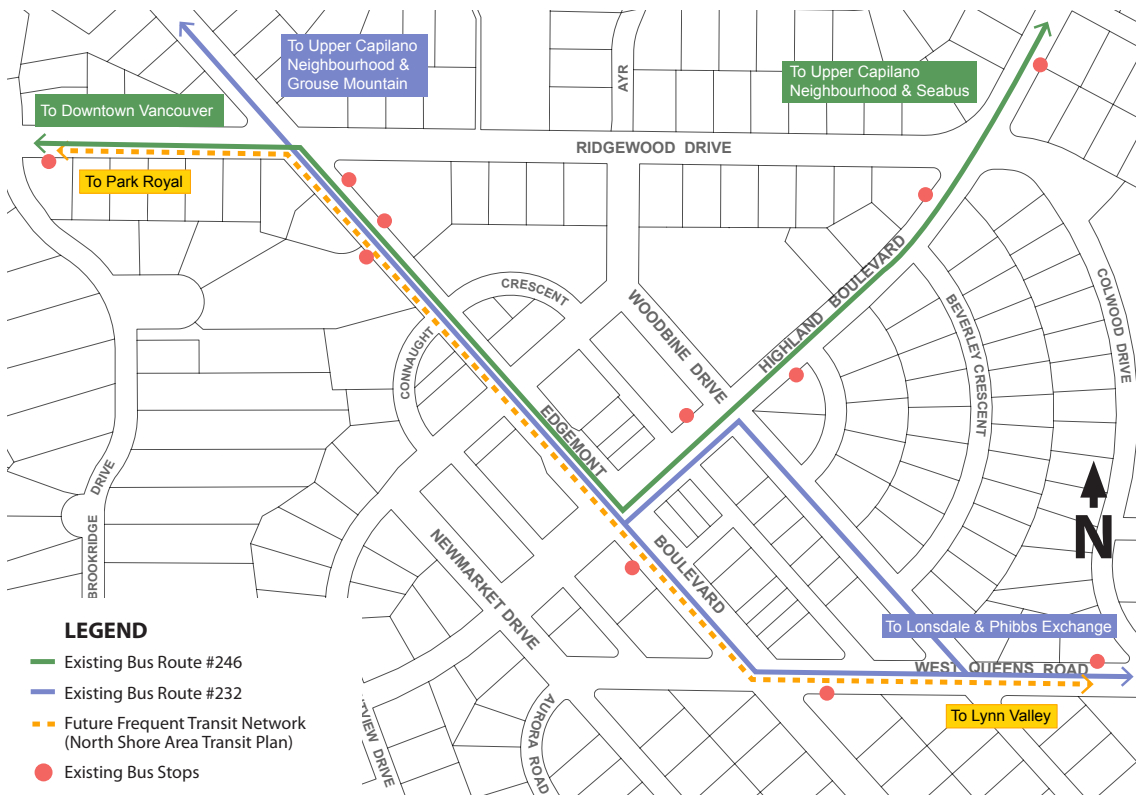 To Upper Capilano
Neighbourhood &
Grouse Mountain
To Upper Capilano
Neighbourhood & Seabus
AYR
To Downtown Vancouver
RIDGEWOOD DRIVE
To Park Royal
CRESCENT
WOODBINE DRIVE
HIGHLAND BOULEVARD
COLWOOD DRIVE
BEVERLEY CRESCENT
CONNAUGHT
EDGEMONT
BOULEVARD
BROOKRIDGE DRIVE
NEWMARKET DRIVE
N
To Lonsdale & Phibbs Exchange
WEST QUEENS ROAD
To Lynn Valley
AURORA ROAD
TVIEW DRIVE
LEGEND
Existing Bus Route #246
Existing Bus Route #232
Future Frequent Transit Network
(North Shore Area Transit Plan)
Existing Bus Stops